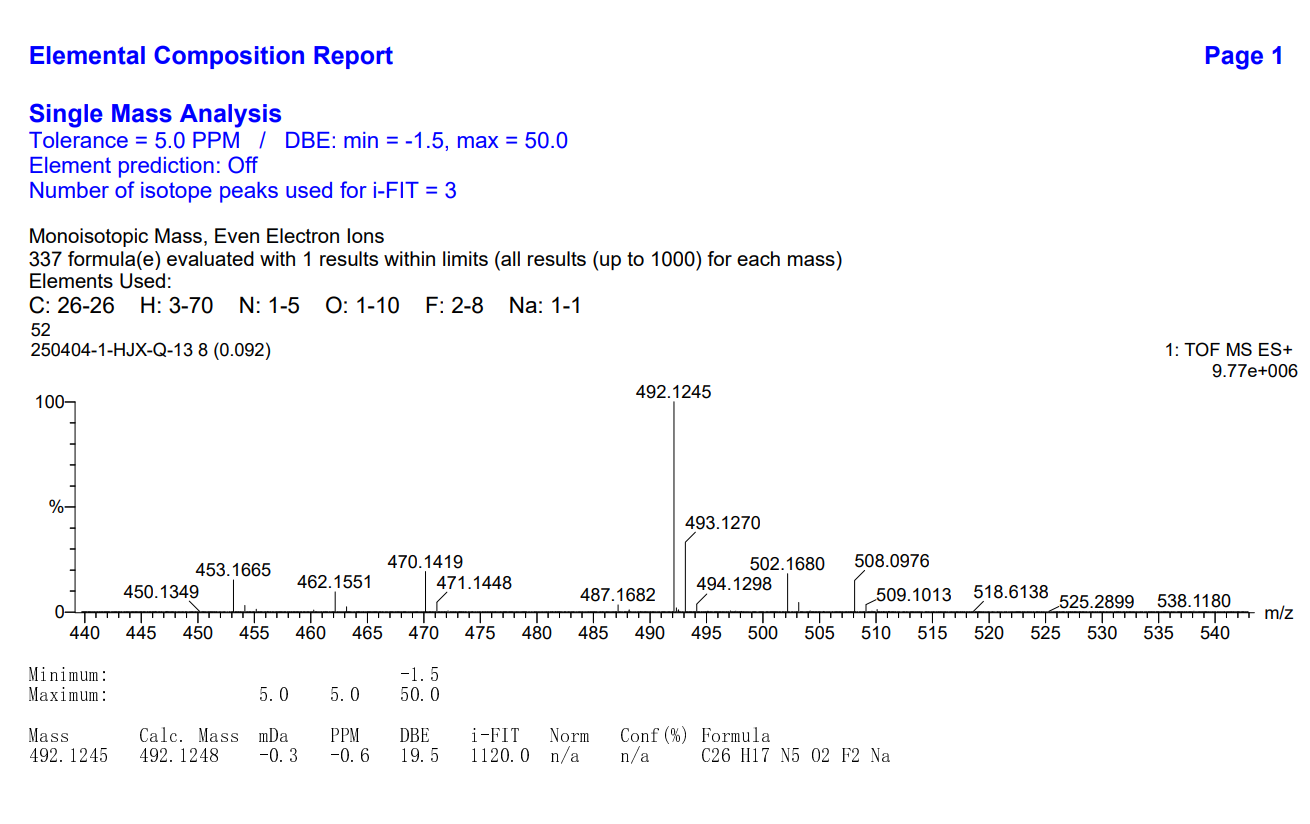 Elemental Composition Report Page 1
Single Mass Analysis
Tolerance = 5.0 PPM / DBE: min = -1.5, max = 50.0
Element prediction: Off
Number of isotope peaks used for i-FIT = 3
Monoisotopic Mass, Even Electron Ions
337 formula(e) evaluated with 1 results within limits (all results (up to 1000) for each mass)
Elements Used:
C: 26-26 H: 3-70 N: 1-5 O: 1-10 F: 2-8 Na: 1-1
52
250404-1-HJX-Q-13 8 (0.092) 1: TOF MS ES+
9.77e+006
492.1245
100
%
493.1270
470.1419 502.1680 508.0976
453.1665 462.1551 471.1448 494.1298
450.1349 487.1682 509.1013 518.6138 525.2899 538.1180
0
m/z
440 445 450 455 460 465 470 475 480 485 490 495 500 505 510 515 520 525 530 535 540
Minimum: -1.5
Maximum: 5.0 5.0 50.0
Mass Calc. Mass mDa PPM DBE i-FIT Norm Conf(%) Formula
492.1245 492.1248 -0.3 -0.6 19.5 1120.0 n/a n/a C26 H17 N5 O2 F2 Na